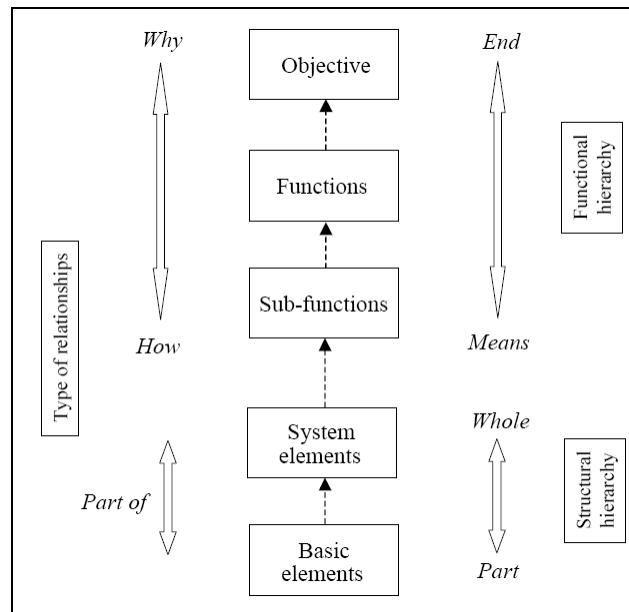 Why
End
Objective
Functions
Functional
hierarchy
Type of relationships
Sub-functions
How
Means
Whole
System
elements
Part of
Structural
hierarchy
Basic
elements
Part